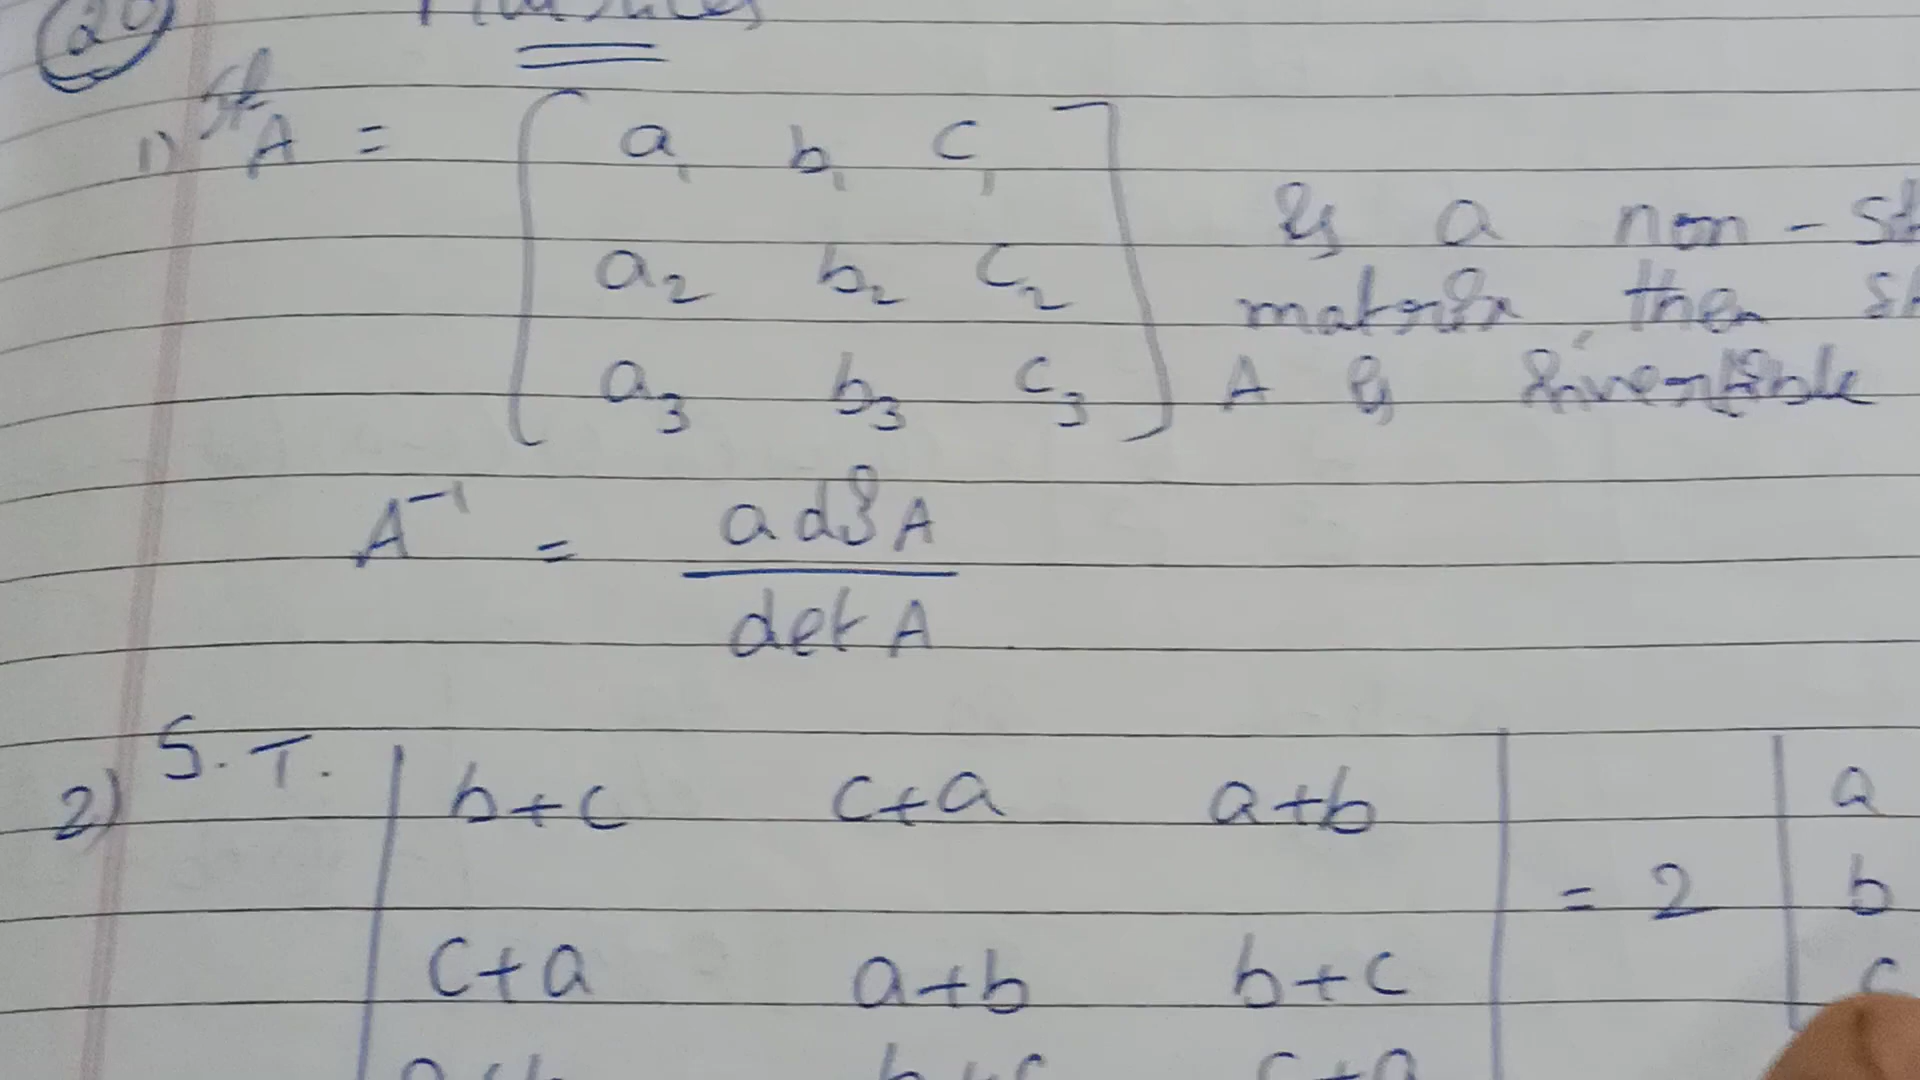 1) If A = [ a₁ b₁ c₁
a₂ b₂ c₂
a₃ b₃ c₃ ]
is a non -
matrix, then
A is invertible
A⁻¹ = adj A / det A
2) S.T. | b+c c+a a+b | = 2 | a
c+a a+b b+c | b
c
b+c c+a